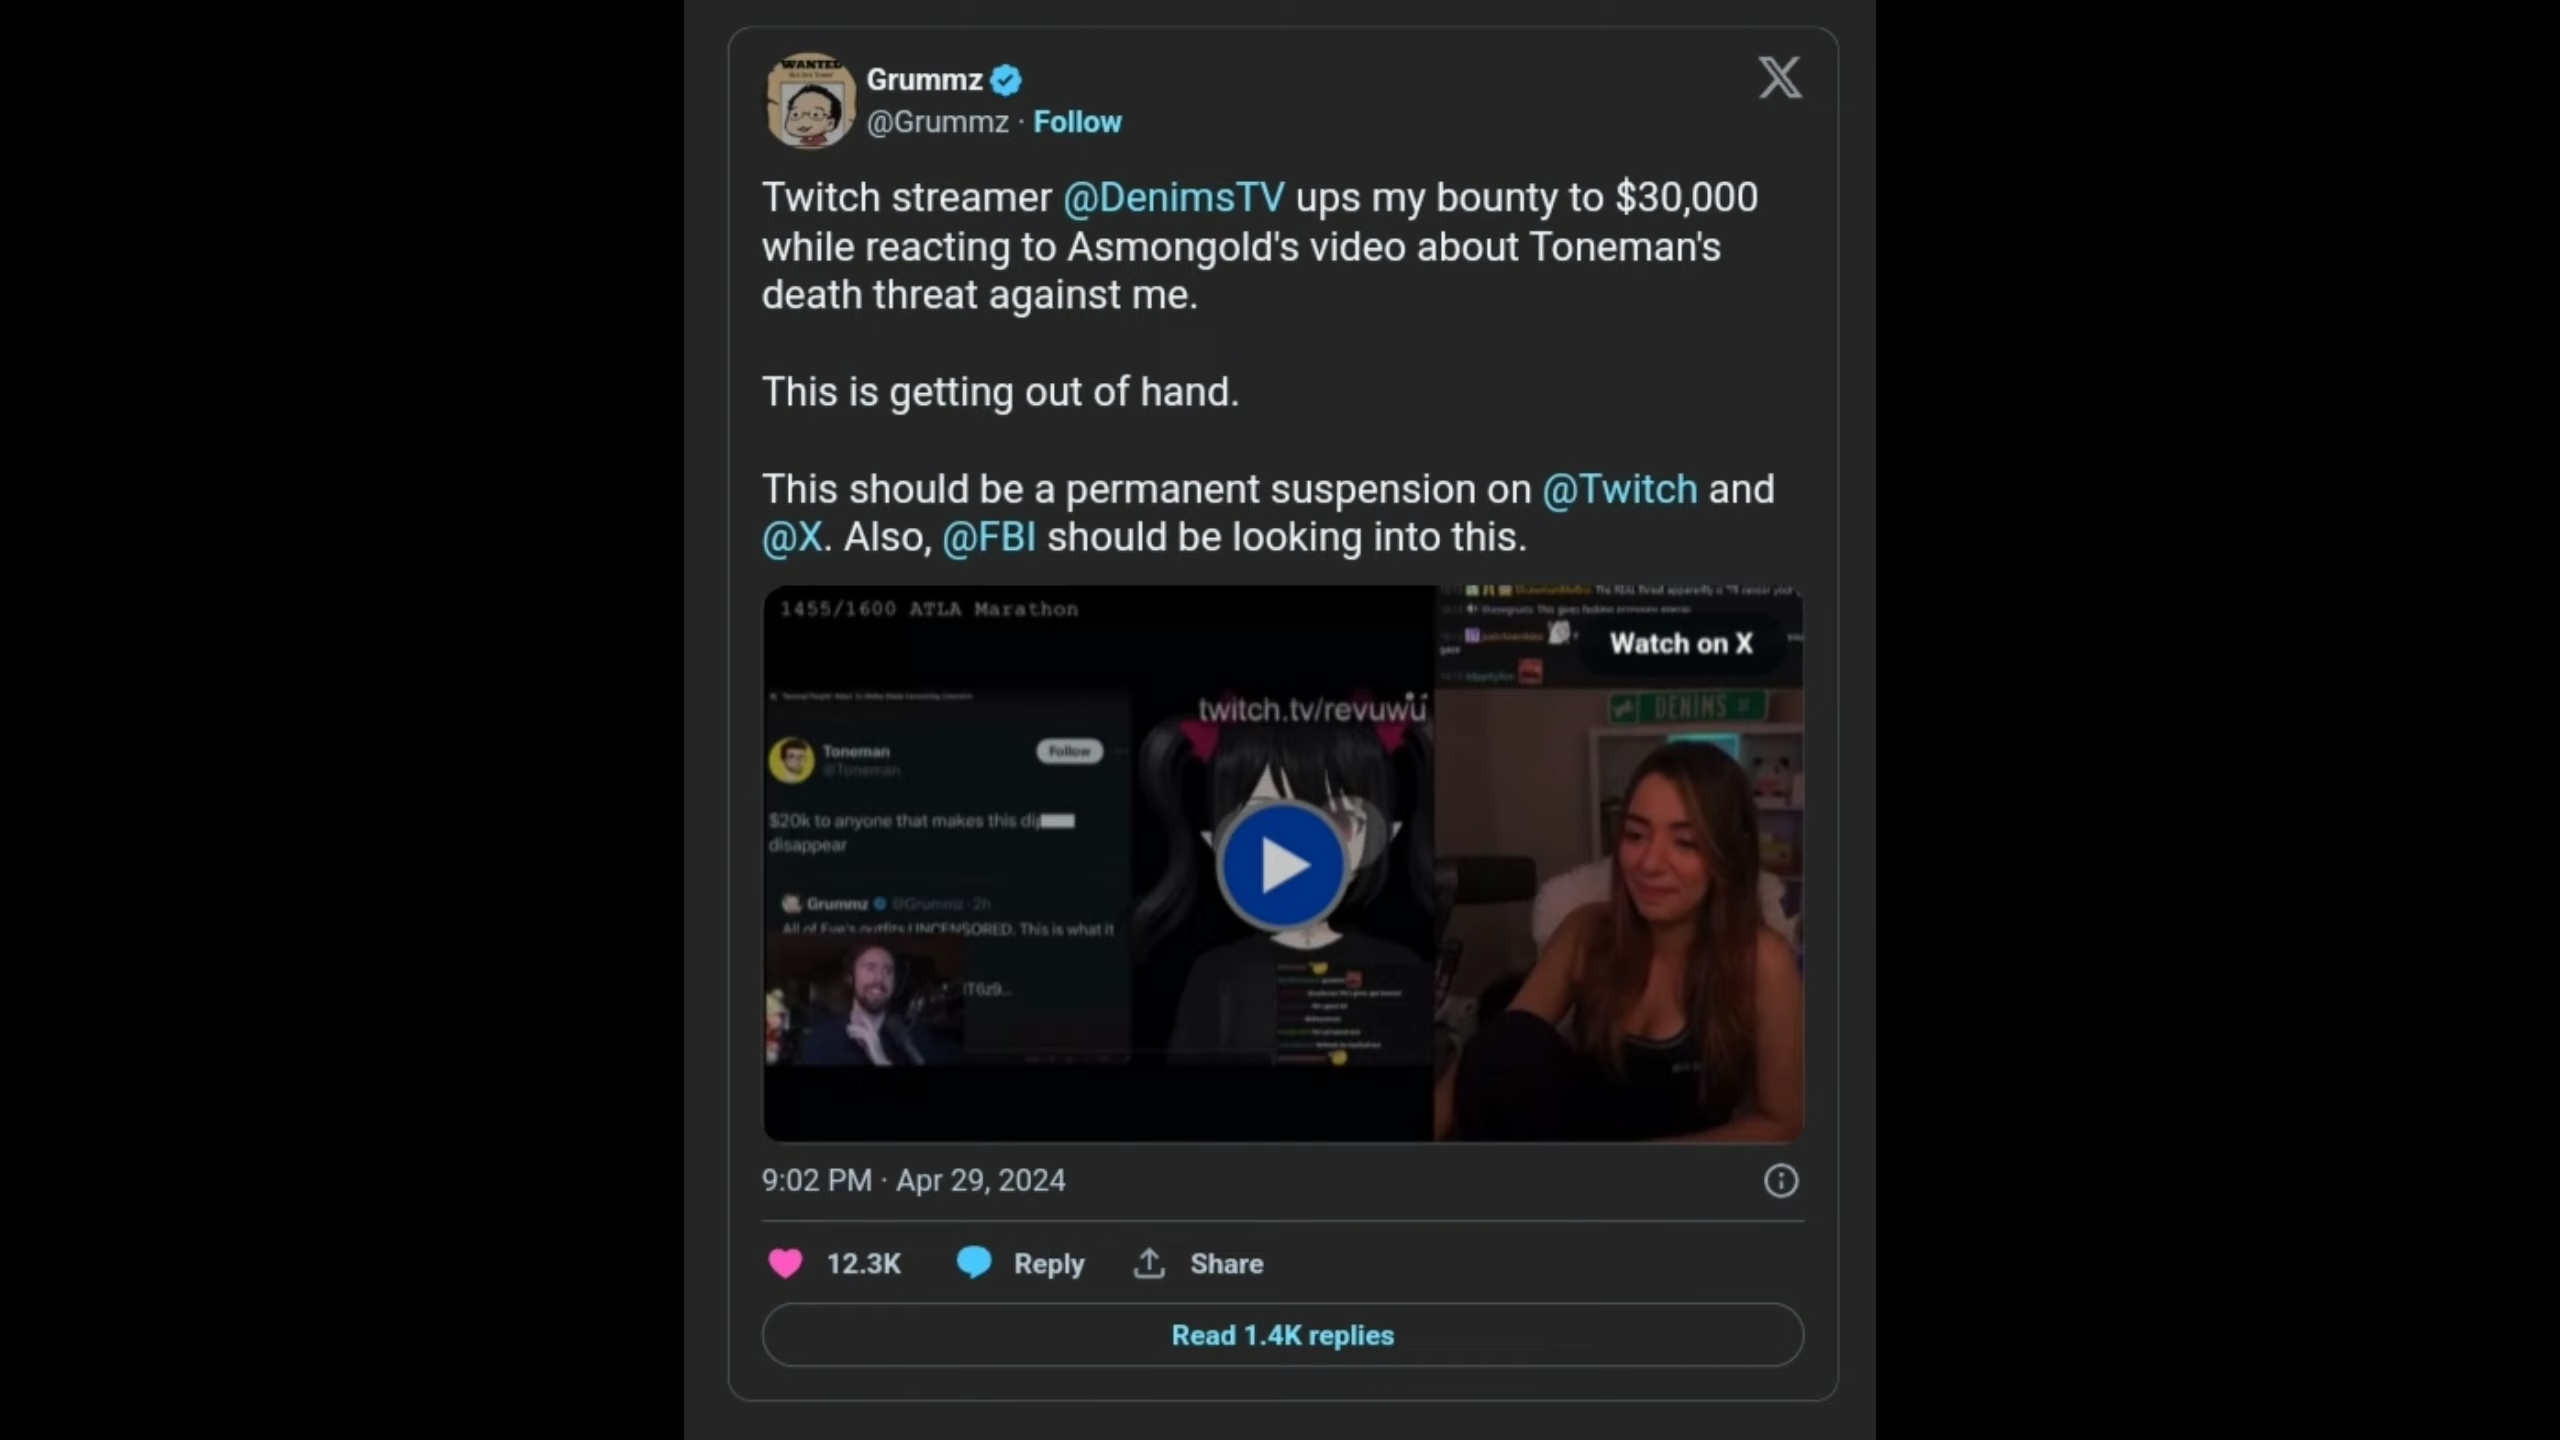 WANTED
Grummz
@Grummz · Follow
Twitch streamer @DenimsTV ups my bounty to $30,000
while reacting to Asmongold's video about Toneman's
death threat against me.
This is getting out of hand.
This should be a permanent suspension on @Twitch and
@X. Also, @FBI should be looking into this.
1455/1600 ATLA Marathon
Watch on X
twitch.tv/revuwu
DENIMS
Toneman
@Toneman
Follow
$20k to anyone that makes this dip
disappear
Grummz @Grummz · 2h
All of Eve's outfits UNCENSORED. This is what it
IT6z9...
9:02 PM · Apr 29, 2024
12.3K Reply Share
Read 1.4K replies